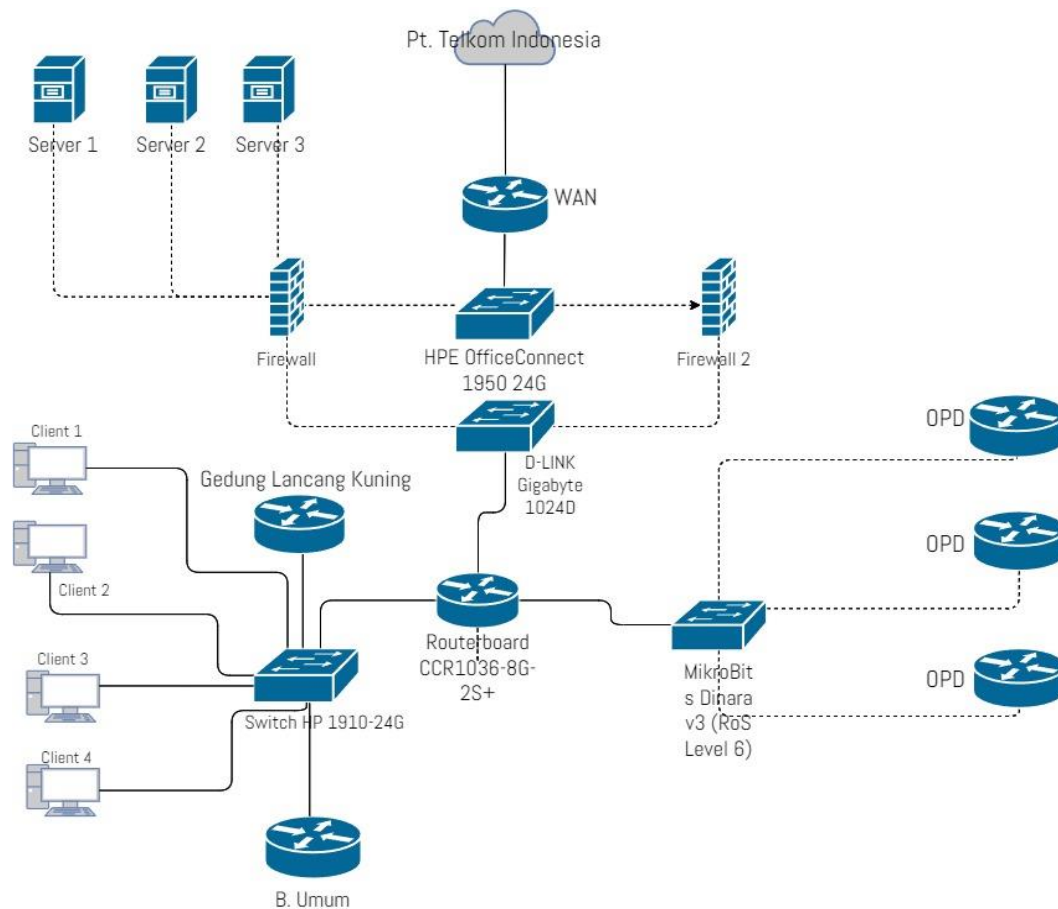 Pt. Telkom Indonesia
Server 1
Server 2
Server 3
WAN
Firewall
HPE OfficeConnect
1950 24G
Firewall 2
Client 1
Gedung Lancang Kuning
D-LINK
Gigabyte
1024D
OPD
Client 2
OPD
Client 3
Routerboard
CCR1036-8G-
2S+
MikroBit
s Dinara
v3 (RoS
Level 6)
OPD
Switch HP 1910-24G
Client 4
B. Umum